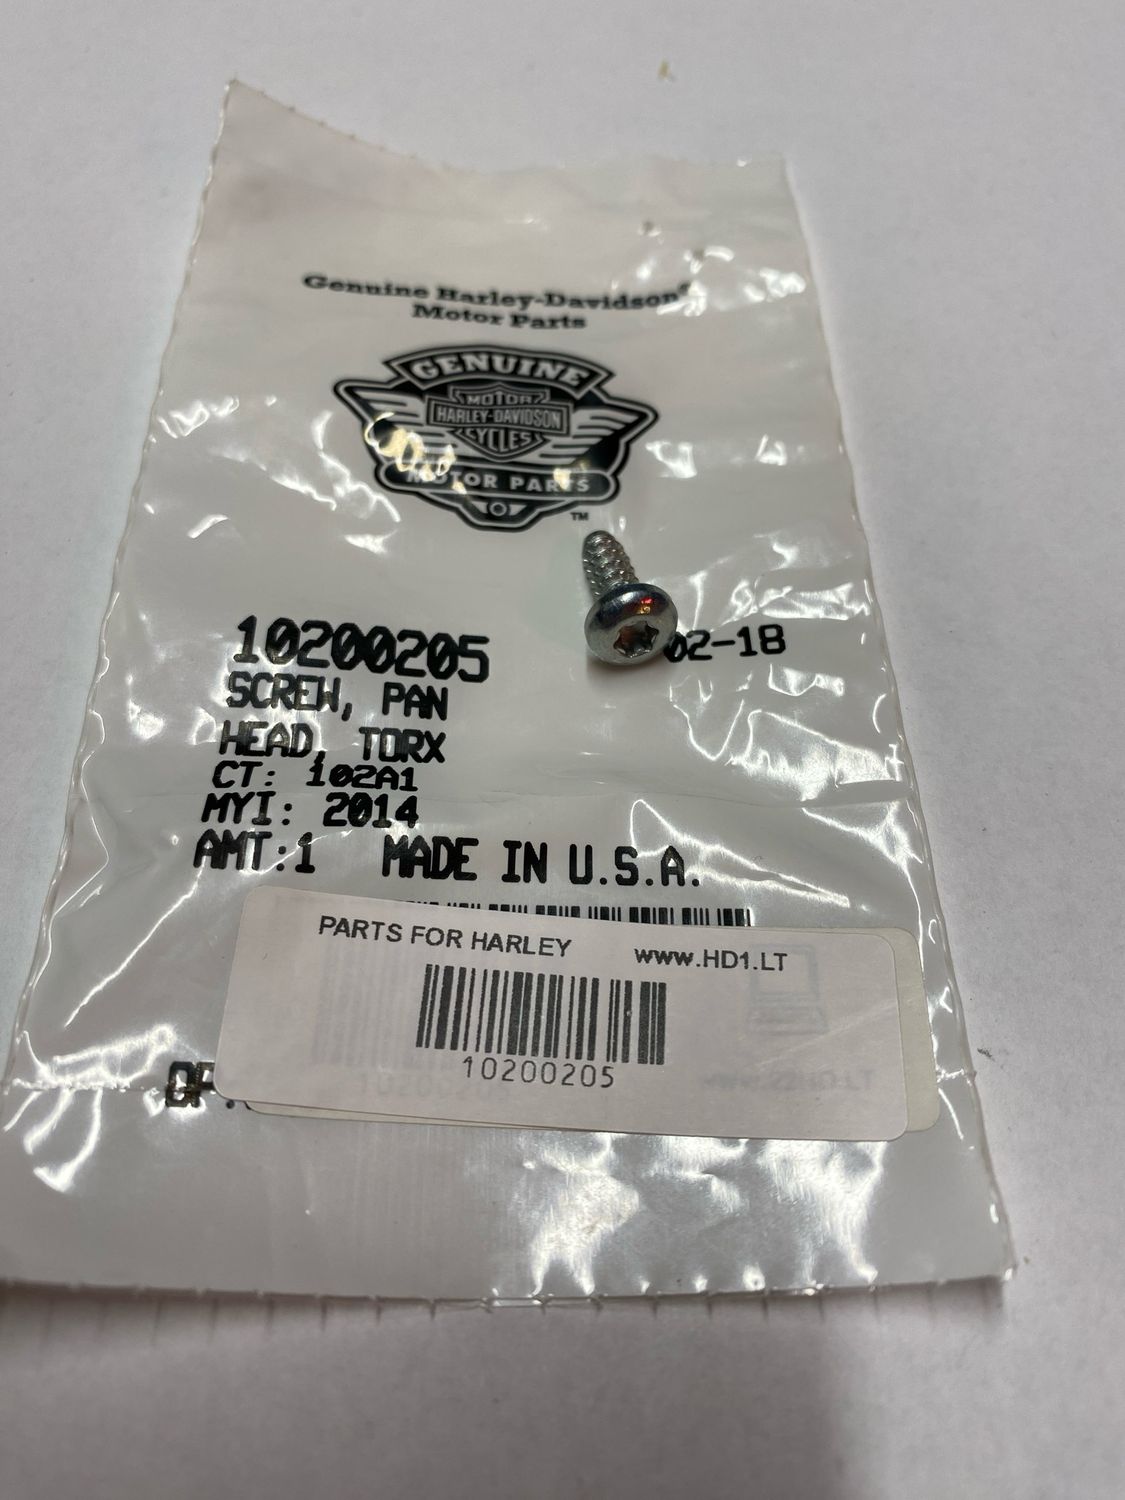 Genuine Harley-Davidson®
Motor Parts
GENUINE
MOTOR
HARLEY-DAVIDSON
CYCLES
MOTOR PARTS
TM
10200205 02-18
SCREW, PAN
HEAD, TORX
CT: 102A1
MYI: 2014
AMT:1 MADE IN U.S.A.
PARTS FOR HARLEY www.HD1.LT
10200205